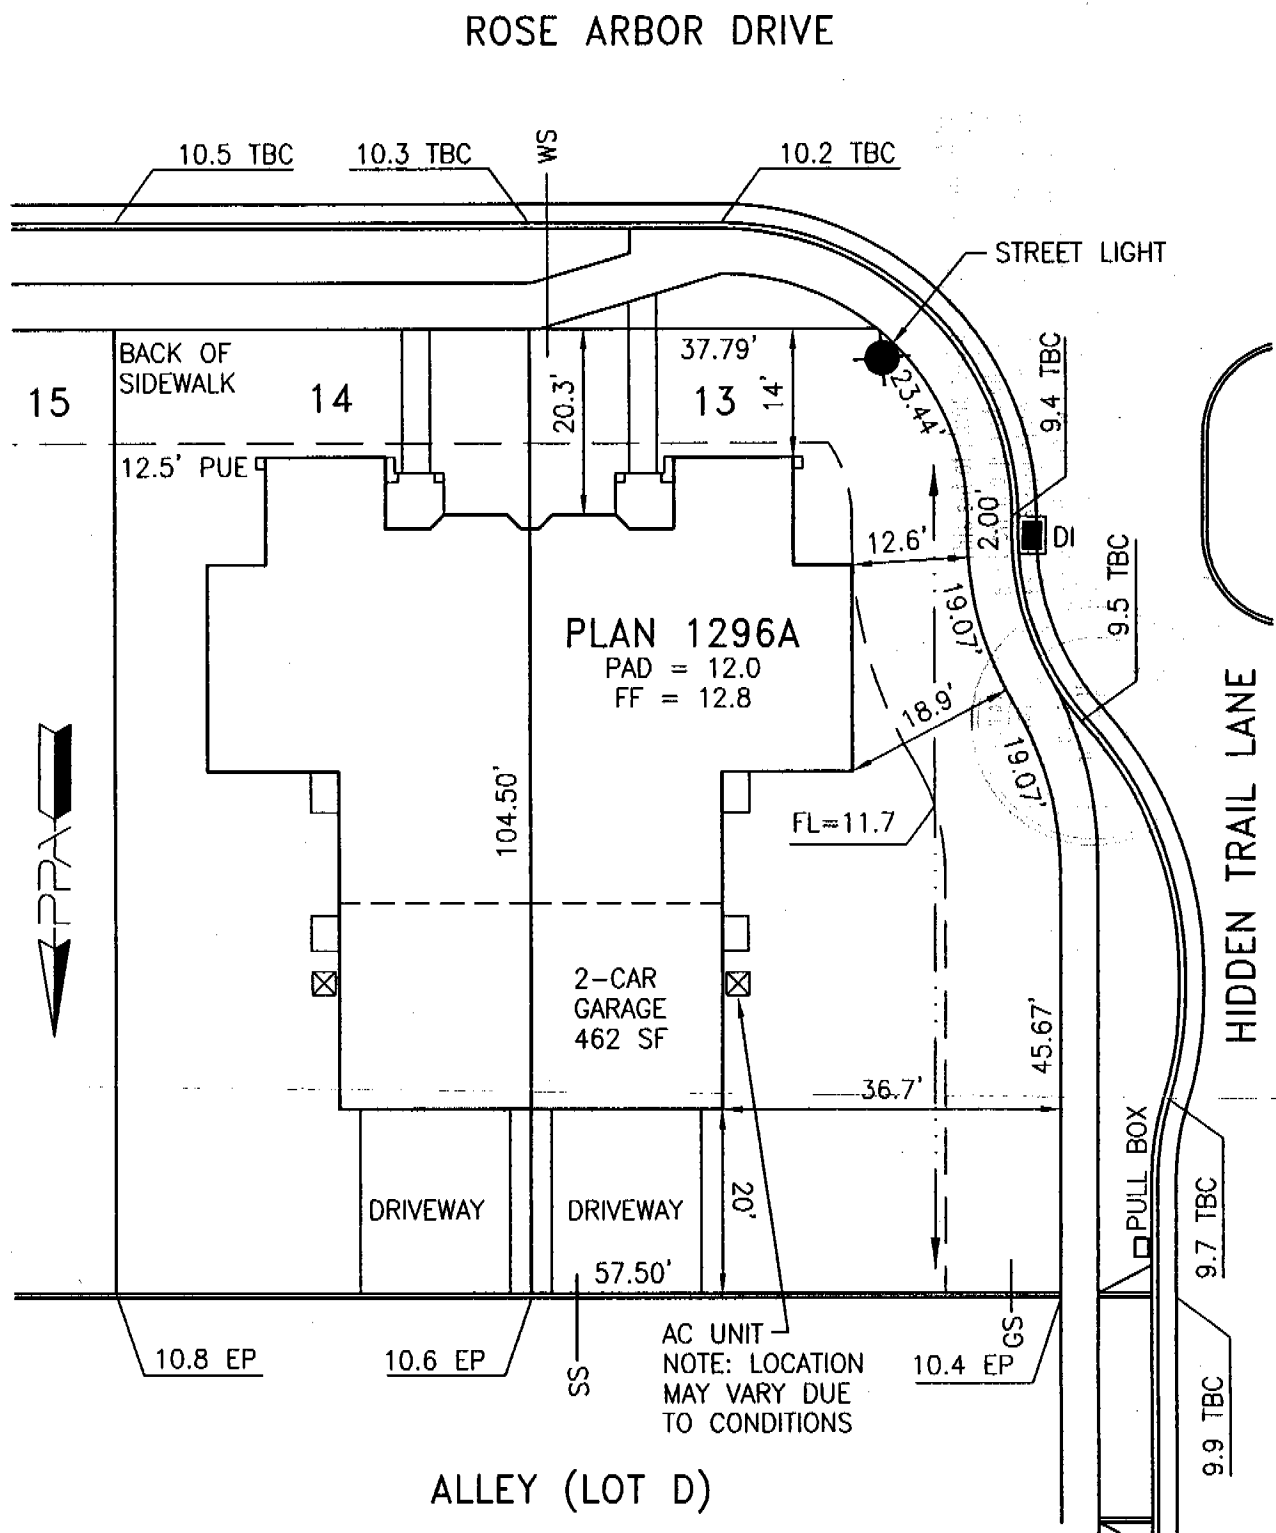 ROSE ARBOR DRIVE
10.5 TBC
10.3 TBC
WS
10.2 TBC
STREET LIGHT
BACK OF
SIDEWALK
15
14
20.3'
37.79'
13
14'
23.44'
9.4 TBC
12.5' PUE
12.6'
2.00'
DI
9.5 TBC
19.07'
PLAN 1296A
PAD = 12.0
FF = 12.8
18.9'
19.07'
HIDDEN TRAIL LANE
104.50'
FL=11.7
PPA
2-CAR
GARAGE
462 SF
45.67'
36.7'
PULL BOX
DRIVEWAY
DRIVEWAY
20'
9.7 TBC
57.50'
10.8 EP
10.6 EP
SS
AC UNIT
NOTE: LOCATION
MAY VARY DUE
TO CONDITIONS
GS
10.4 EP
9.9 TBC
ALLEY (LOT D)